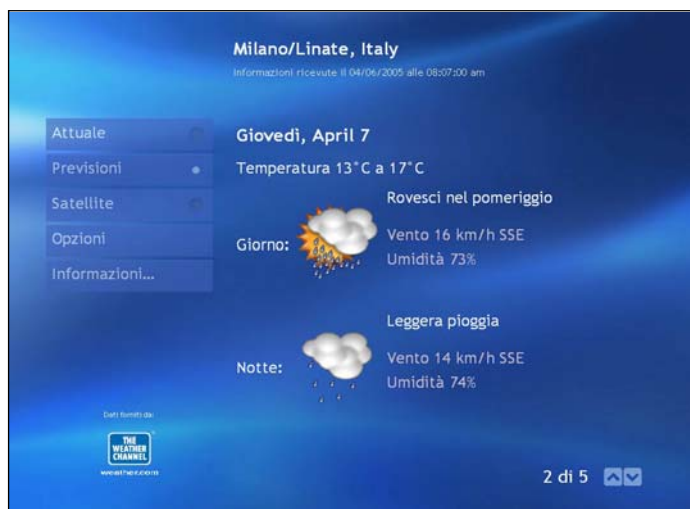 Milano/Linate, Italy
Informazioni ricevute il 04/06/2005 alle 08:07:00 am
Attuale
Previsioni
Satellite
Opzioni
Informazioni...
Giovedì, April 7
Temperatura 13°C a 17°C
Giorno:
Rovesci nel pomeriggio
Vento 16 km/h SSE
Umidità 73%
Notte:
Leggera pioggia
Vento 14 km/h SSE
Umidità 74%
Dati forniti da:
THE
WEATHER
CHANNEL
weather.com
2 di 5